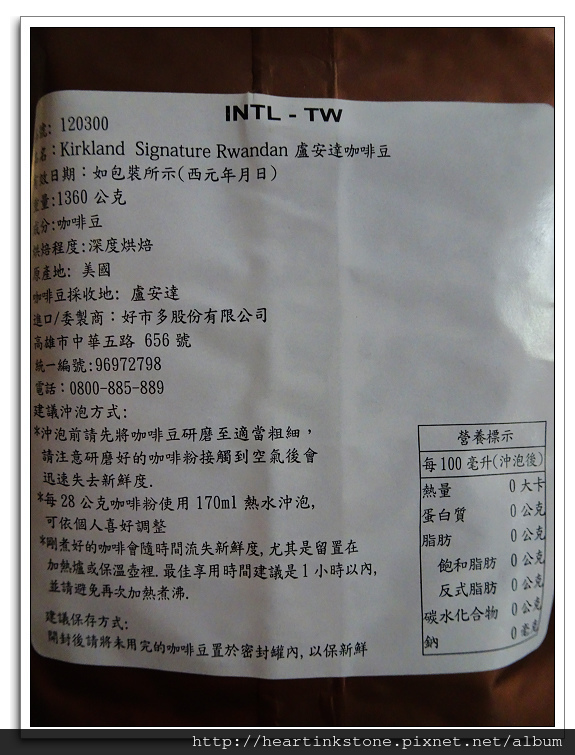 INTL - TW
號: 120300
名：Kirkland Signature Rwandan 盧安達咖啡豆
有效日期：如包裝所示(西元年月日)
重量:1360 公克
成分:咖啡豆
烘焙程度:深度烘焙
原產地: 美國
咖啡豆採收地: 盧安達
進口/委製商：好市多股份有限公司
高雄市中華五路 656 號
統一編號:96972798
電話：0800-885-889
建議沖泡方式:
*沖泡前請先將咖啡豆研磨至適當粗細，
請注意研磨好的咖啡粉接觸到空氣後會
迅速失去新鮮度.
*每 28 公克咖啡粉使用 170ml 熱水沖泡,
可依個人喜好調整
*剛煮好的咖啡會隨時間流失新鮮度, 尤其是留置在
加熱爐或保溫壺裡. 最佳享用時間建議是 1 小時以內,
並請避免再次加熱煮沸.
建議保存方式:
開封後請將未用完的咖啡豆置於密封罐內, 以保新鮮
營養標示
每 100 毫升(沖泡後)
熱量 0 大卡
蛋白質 0 公克
脂肪 0 公克
飽和脂肪 0 公克
反式脂肪 0 公克
碳水化合物 0 公克
鈉 0 毫克
http://heartinkstone.pixnet.net/album